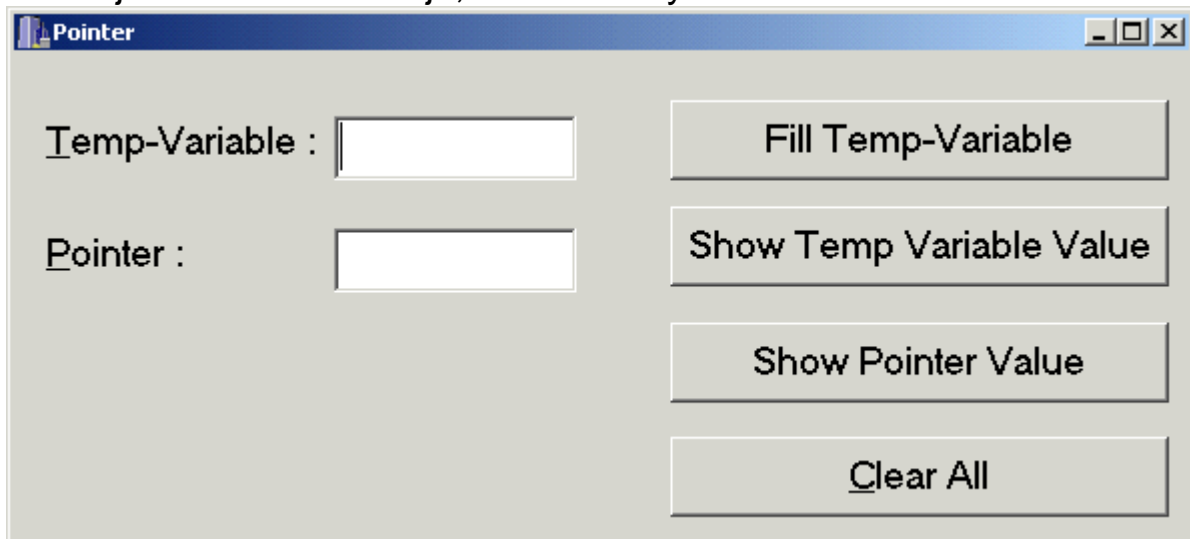 Pointer
Temp-Variable :
Fill Temp-Variable
Pointer :
Show Temp Variable Value
Show Pointer Value
Clear All